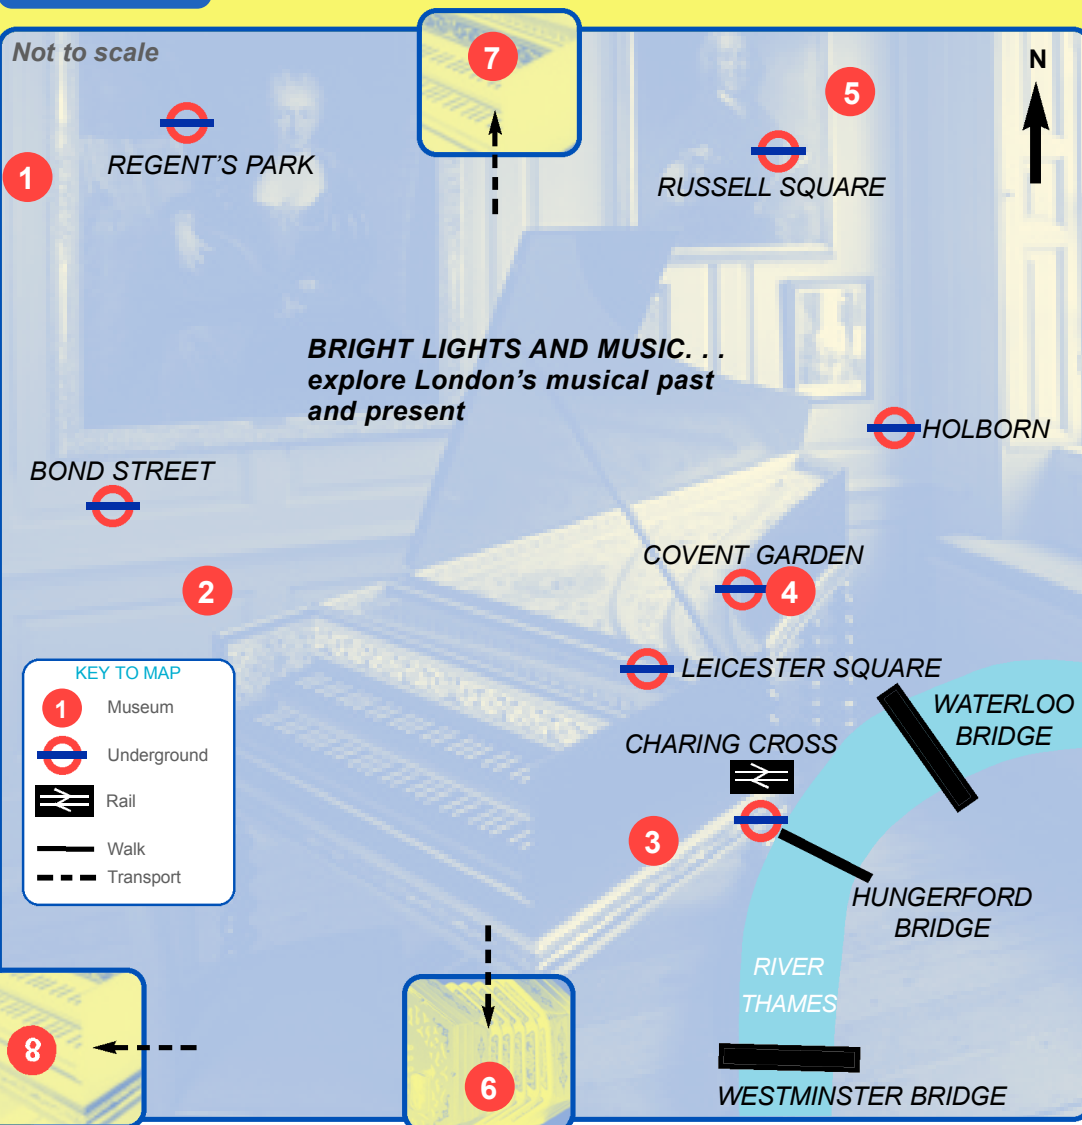 Not to scale
7
5
N
REGENT'S PARK
1
RUSSELL SQUARE
BRIGHT LIGHTS AND MUSIC. . .
explore London's musical past
and present
HOLBORN
BOND STREET
COVENT GARDEN
2
4
LEICESTER SQUARE
KEY TO MAP
1 Museum
Underground
Rail
Walk
Transport
WATERLOO
BRIDGE
CHARING CROSS
3
HUNGERFORD
BRIDGE
RIVER
THAMES
8
6
WESTMINSTER BRIDGE